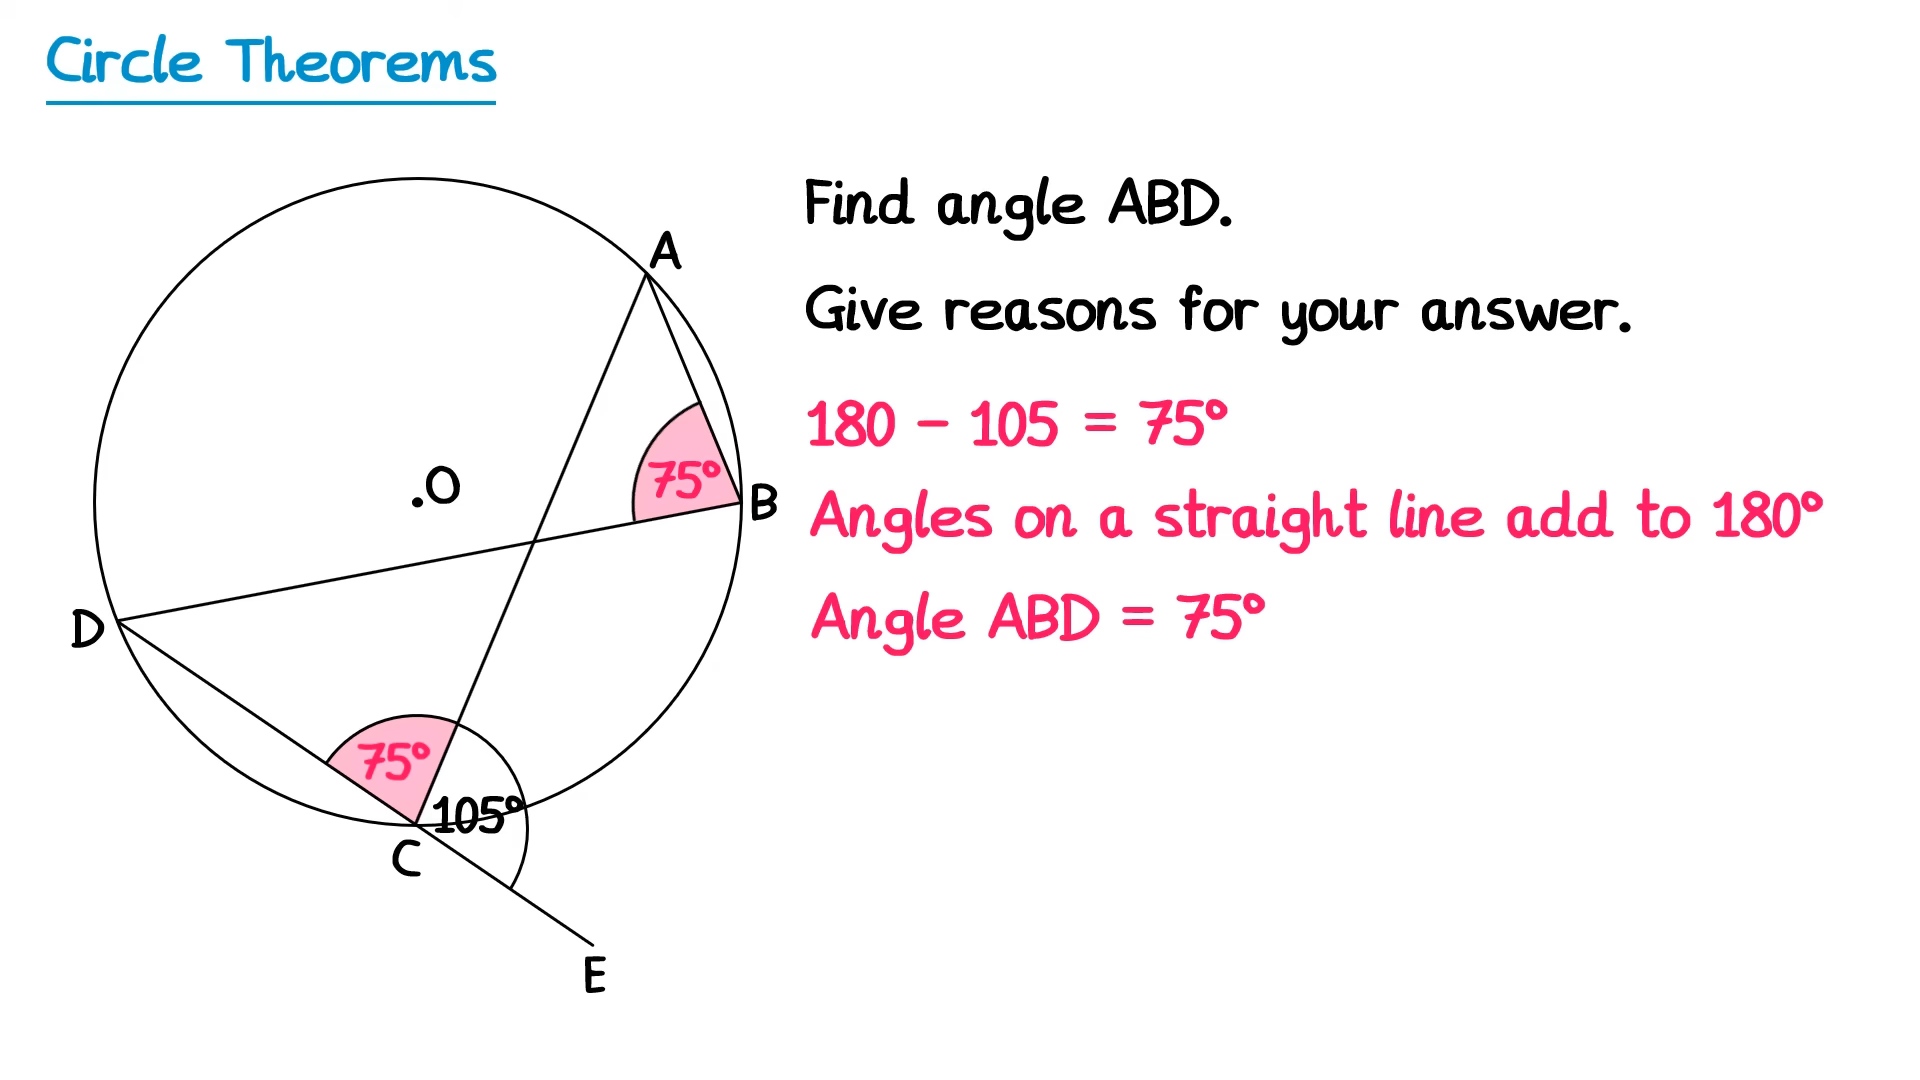 Circle Theorems
Find angle ABD.
Give reasons for your answer.
180 – 105 = 75°
Angles on a straight line add to 180°
Angle ABD = 75°
A
75°
.O
B
D
75°
105°
C
E